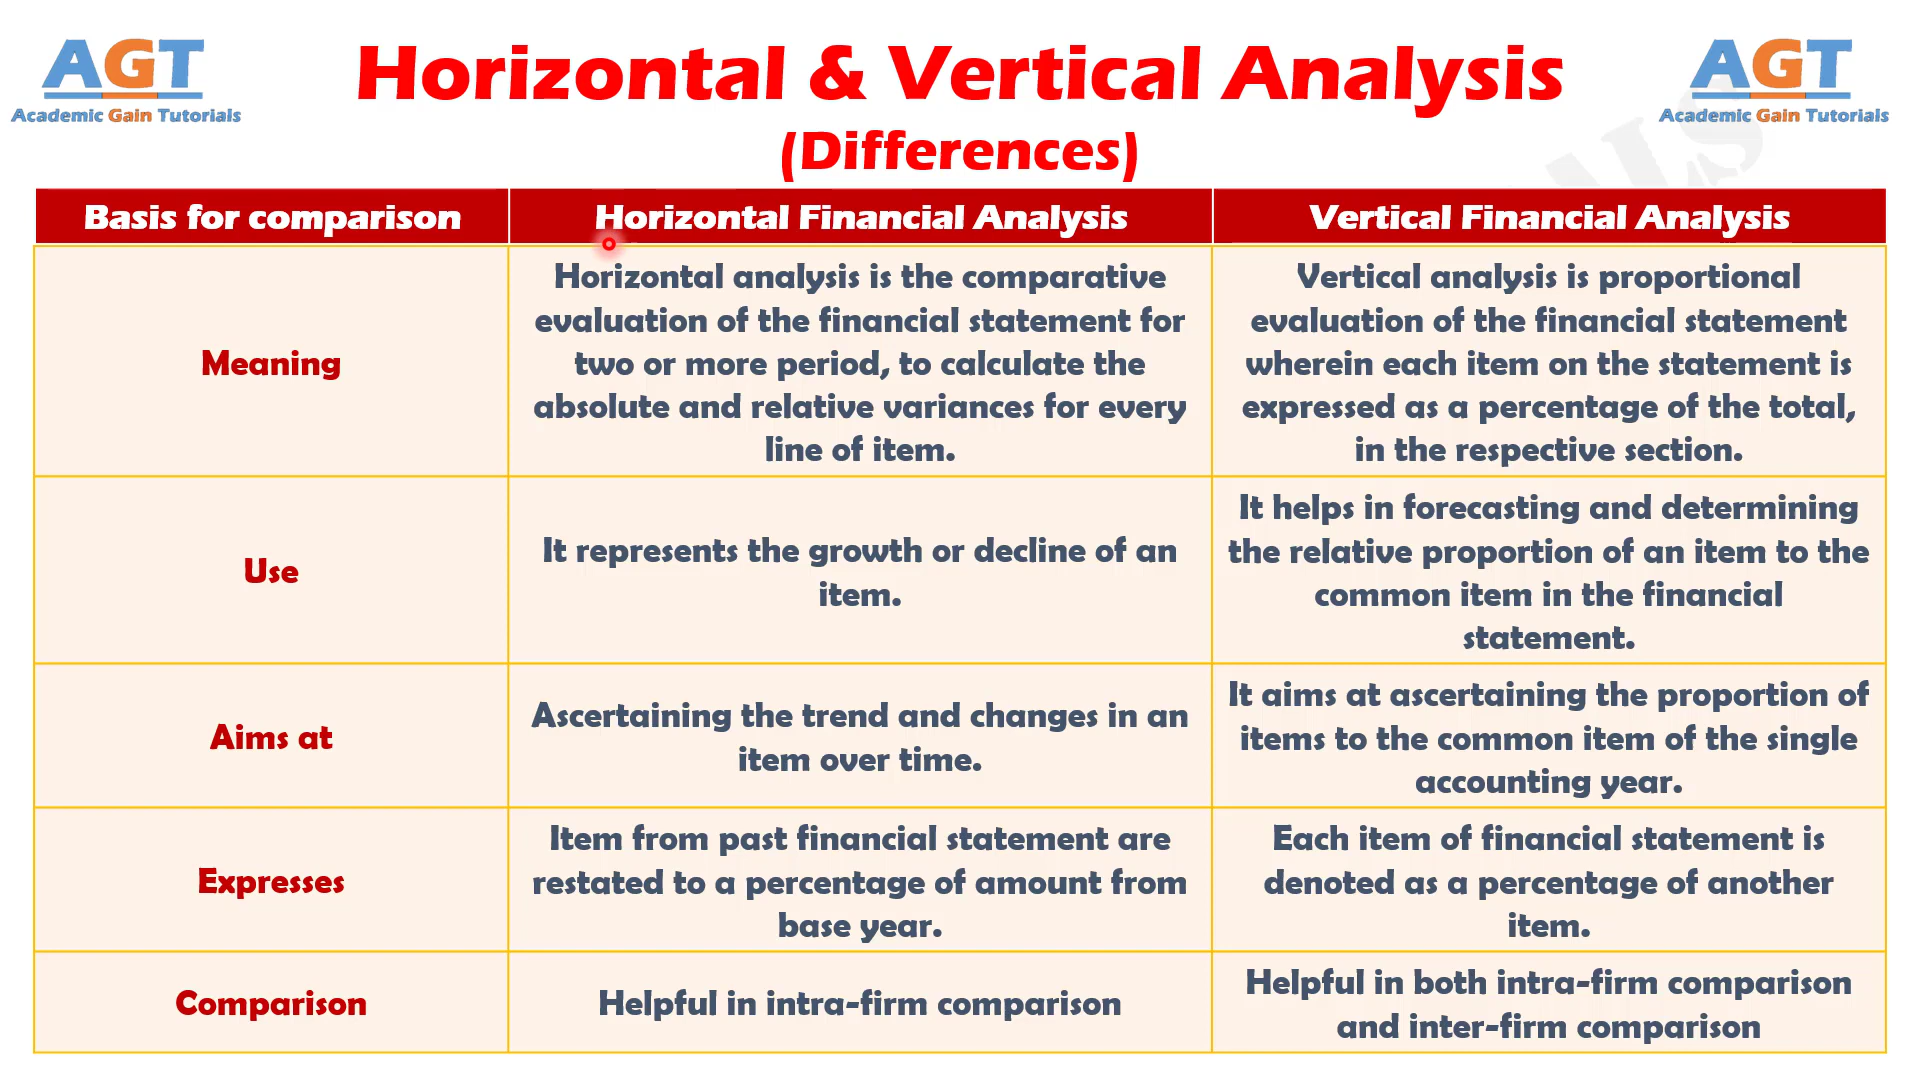 AGT
Academic Gain Tutorials
Horizontal & Vertical Analysis
(Differences)
AGT
Academic Gain Tutorials
Basis for comparison
Horizontal Financial Analysis
Vertical Financial Analysis
Meaning
Horizontal analysis is the comparative
evaluation of the financial statement for
two or more period, to calculate the
absolute and relative variances for every
line of item.
Vertical analysis is proportional
evaluation of the financial statement
wherein each item on the statement is
expressed as a percentage of the total,
in the respective section.
Use
It represents the growth or decline of an
item.
It helps in forecasting and determining
the relative proportion of an item to the
common item in the financial
statement.
Aims at
Ascertaining the trend and changes in an
item over time.
It aims at ascertaining the proportion of
items to the common item of the single
accounting year.
Expresses
Item from past financial statement are
restated to a percentage of amount from
base year.
Each item of financial statement is
denoted as a percentage of another
item.
Comparison
Helpful in intra-firm comparison
Helpful in both intra-firm comparison
and inter-firm comparison